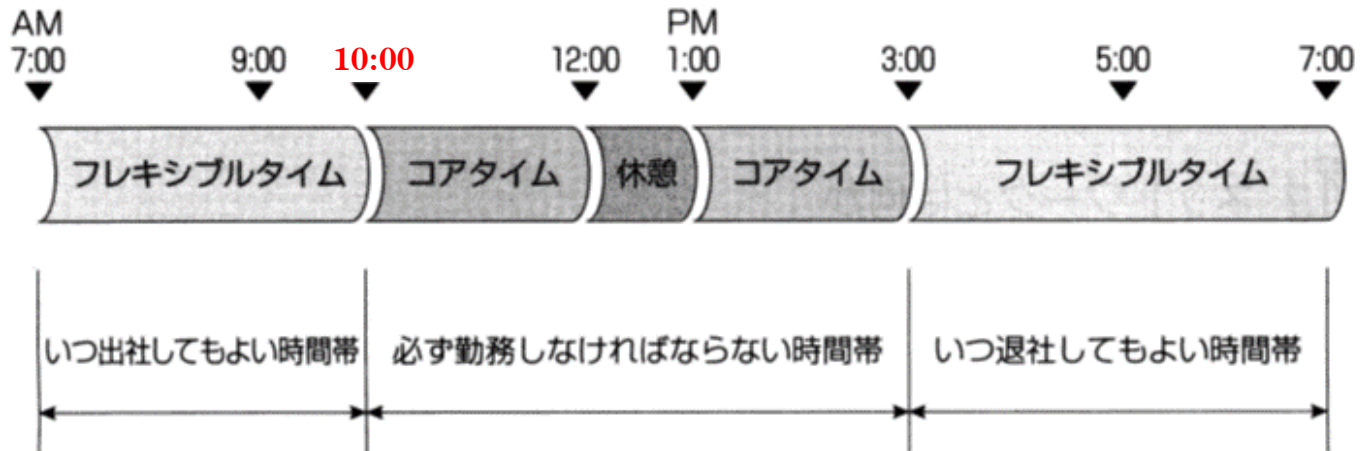 AM PM
7:00 9:00 10:00 12:00 1:00 3:00 5:00 7:00
フレキシブルタイム コアタイム 休憩 コアタイム フレキシブルタイム
いつ出社してもよい時間帯 必ず勤務しなければならない時間帯 いつ退社してもよい時間帯